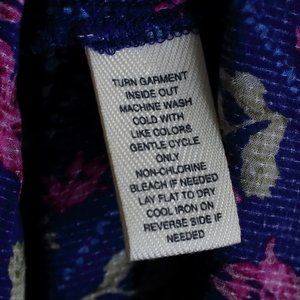 TURN GARMENT
INSIDE OUT
MACHINE WASH
COLD WITH
LIKE COLORS
GENTLE CYCLE
ONLY
NON-CHLORINE
BLEACH IF NEEDED
LAY FLAT TO DRY
COOL IRON ON
REVERSE SIDE IF
NEEDED